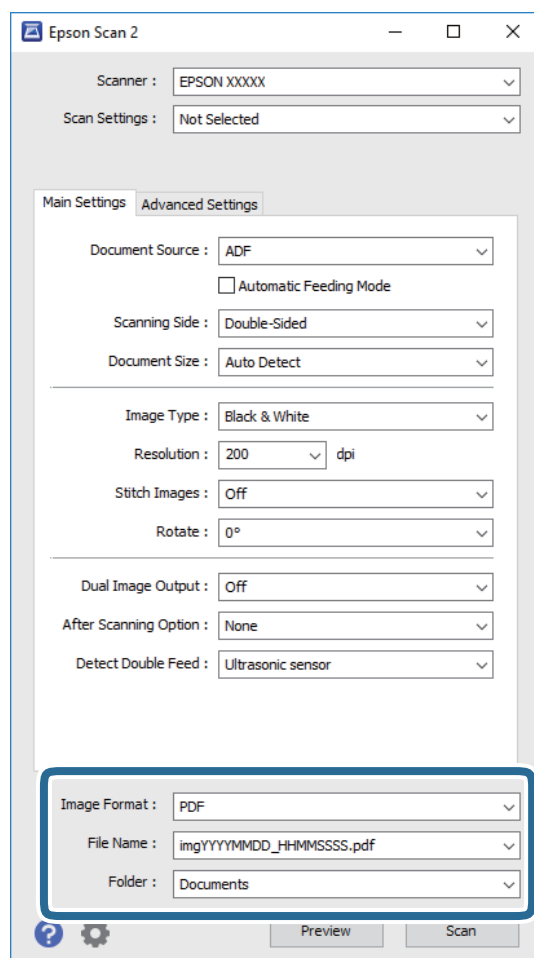 Epson Scan 2
Scanner : EPSON XXXXX
Scan Settings : Not Selected
Main Settings Advanced Settings
Document Source : ADF
Automatic Feeding Mode
Scanning Side : Double-Sided
Document Size : Auto Detect
Image Type : Black & White
Resolution : 200 dpi
Stitch Images : Off
Rotate : 0°
Dual Image Output : Off
After Scanning Option : None
Detect Double Feed : Ultrasonic sensor
Image Format : PDF
File Name : imgYYYYMMDD_HHMMSSSS.pdf
Folder : Documents
? Preview Scan